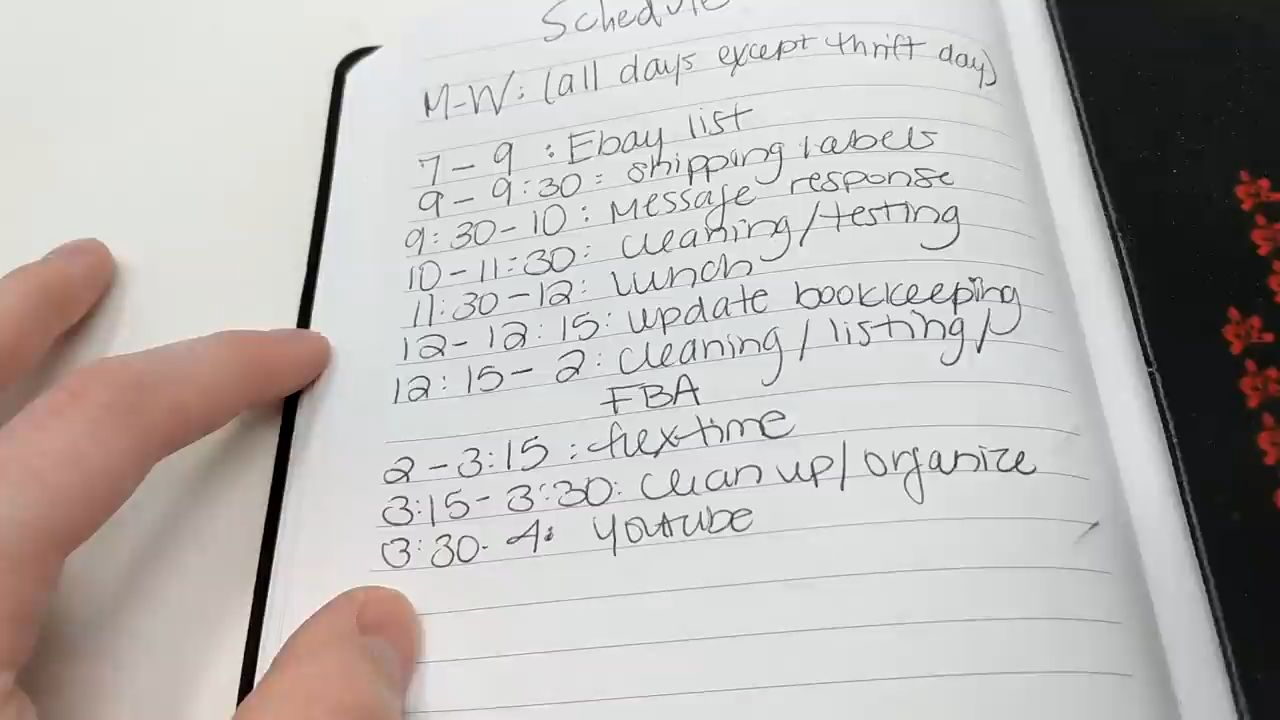 Schedule
M-W: (all days except thrift day)
7-9 : Ebay list
9-9:30 : shipping labels
9:30-10 : Message response
10-11:30: cleaning/testing
11:30-12: lunch
12-12:15: update bookkeeping
12:15-2: cleaning/listing/
FBA
2-3:15 : flex-time
3:15-3:30: clean up/organize
3:30-4: Youtube